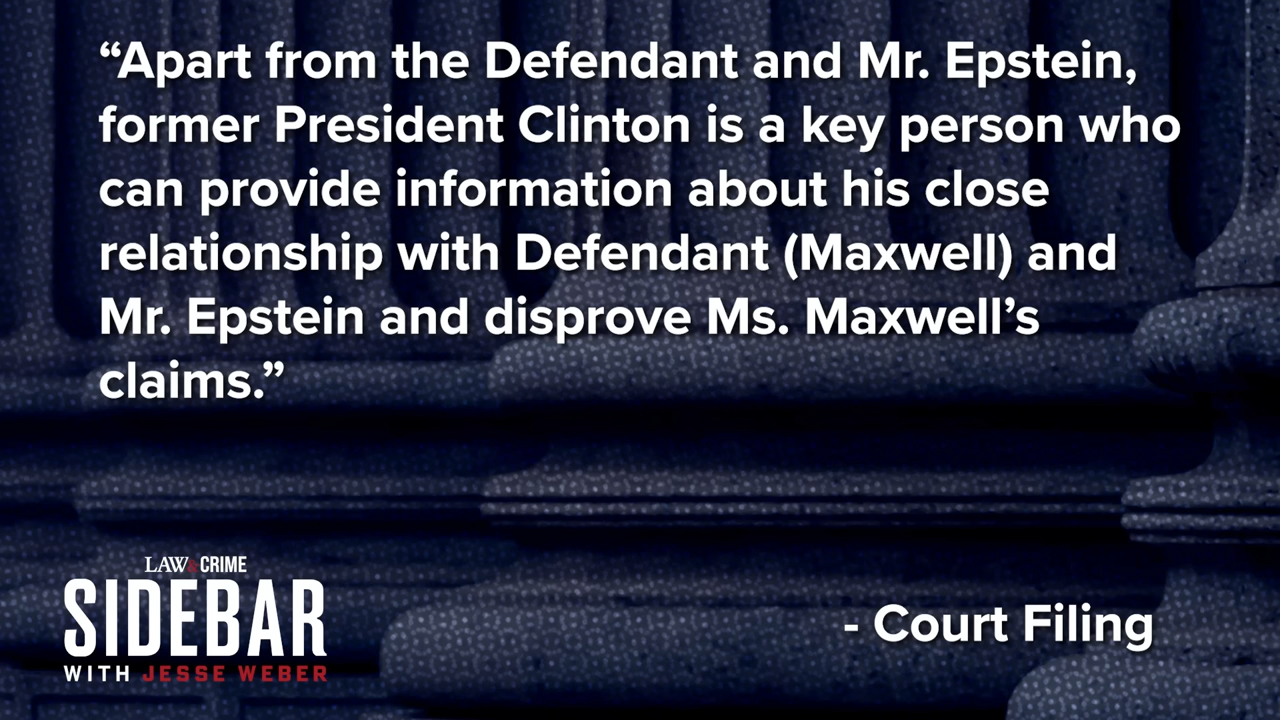 “Apart from the Defendant and Mr. Epstein,
former President Clinton is a key person who
can provide information about his close
relationship with Defendant (Maxwell) and
Mr. Epstein and disprove Ms. Maxwell’s
claims.”
- Court Filing
LAW&CRIME
SIDEBAR
WITH JESSE WEBER